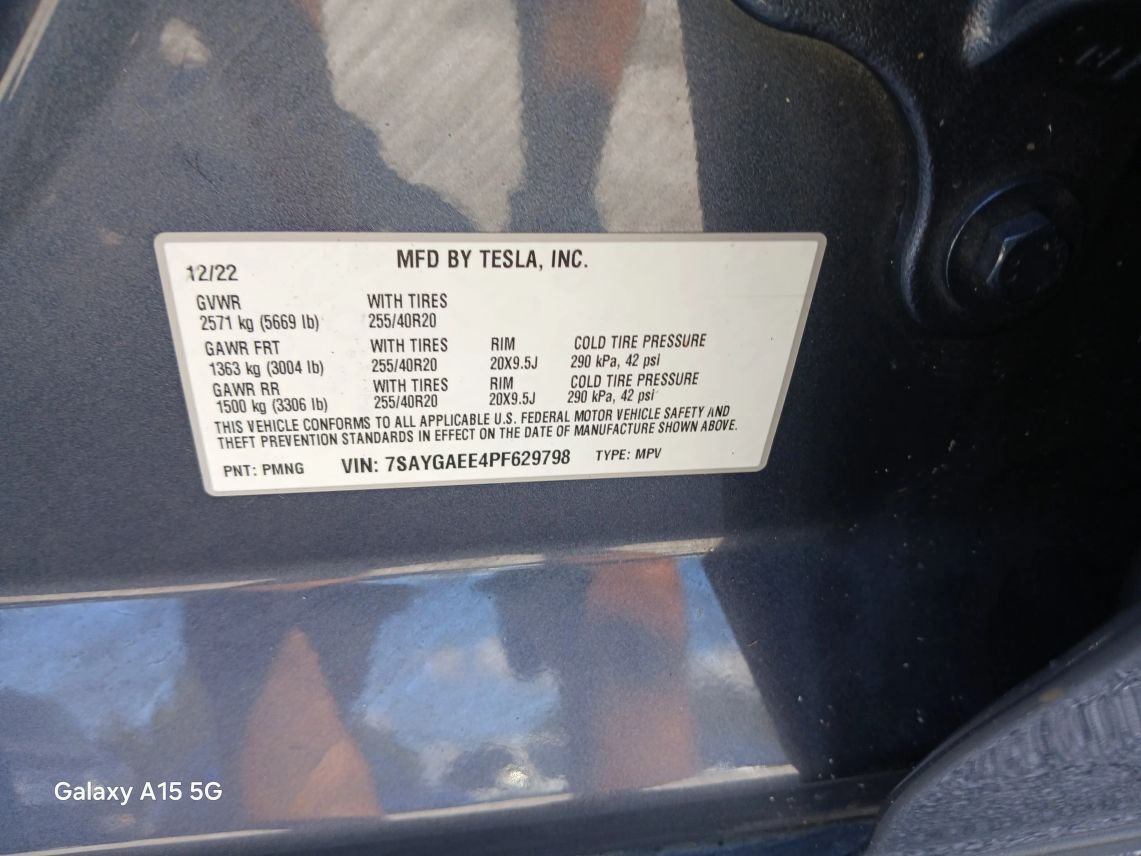 MFD BY TESLA, INC.
12/22
GVWR WITH TIRES
2571 kg (5669 lb) 255/40R20
GAWR FRT WITH TIRES RIM COLD TIRE PRESSURE
1363 kg (3004 lb) 255/40R20 20X9.5J 290 kPa, 42 psi
GAWR RR WITH TIRES RIM COLD TIRE PRESSURE
1500 kg (3306 lb) 255/40R20 20X9.5J 290 kPa, 42 psi
THIS VEHICLE CONFORMS TO ALL APPLICABLE U.S. FEDERAL MOTOR VEHICLE SAFETY AND
THEFT PREVENTION STANDARDS IN EFFECT ON THE DATE OF MANUFACTURE SHOWN ABOVE.
PNT: PMNG VIN: 7SAYGAEE4PF629798 TYPE: MPV
Galaxy A15 5G